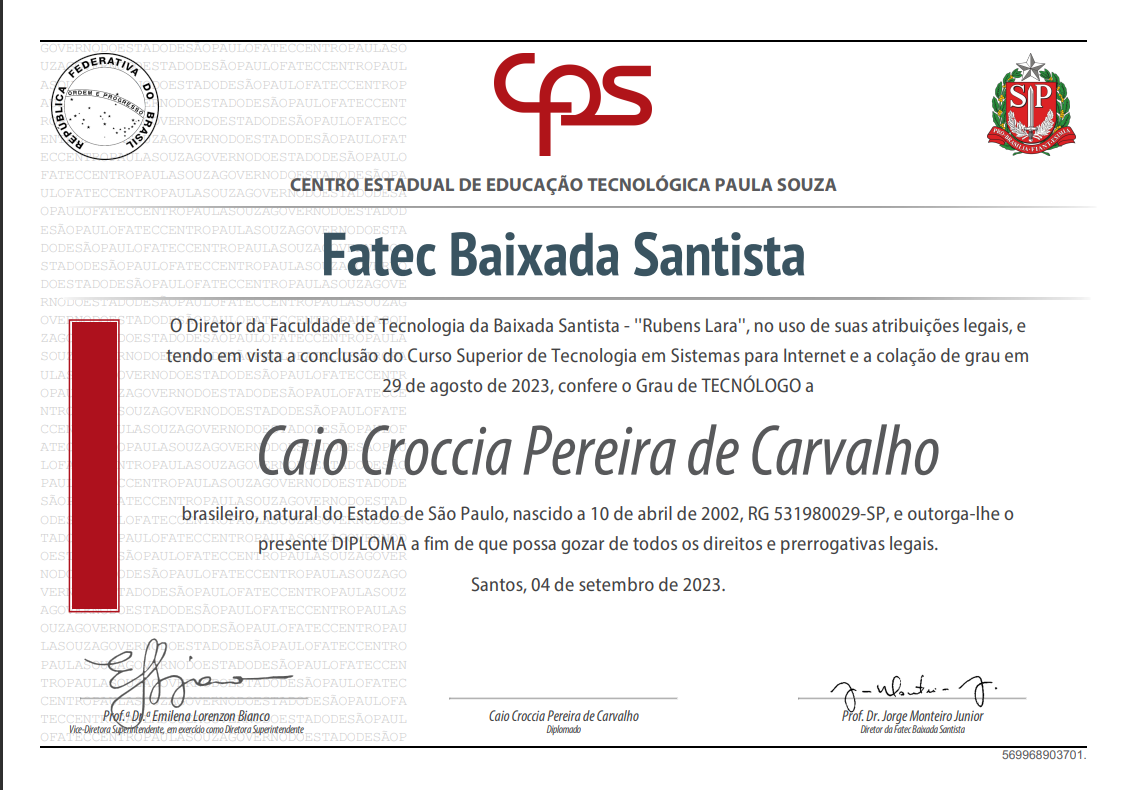 REPÚBLICA FEDERATIVA DO BRASIL
ORDEM E PROGRESSO
cps
SP
PRO·BRASILIA·FIANT·EXIMIA
CENTRO ESTADUAL DE EDUCAÇÃO TECNOLÓGICA PAULA SOUZA
Fatec Baixada Santista
O Diretor da Faculdade de Tecnologia da Baixada Santista - "Rubens Lara", no uso de suas atribuições legais, e
tendo em vista a conclusão do Curso Superior de Tecnologia em Sistemas para Internet e a colação de grau em
29 de agosto de 2023, confere o Grau de TECNÓLOGO a
Caio Croccia Pereira de Carvalho
brasileiro, natural do Estado de São Paulo, nascido a 10 de abril de 2002, RG 531980029-SP, e outorga-lhe o
presente DIPLOMA a fim de que possa gozar de todos os direitos e prerrogativas legais.
Santos, 04 de setembro de 2023.
Prof.ª Dr.ª Emilena Lorenzon Bianco
Vice-Diretora Superintendente, em exercício como Diretora Superintendente
Caio Croccia Pereira de Carvalho
Diplomado
Prof. Dr. Jorge Monteiro Junior
Diretor da Fatec Baixada Santista
569968903701.